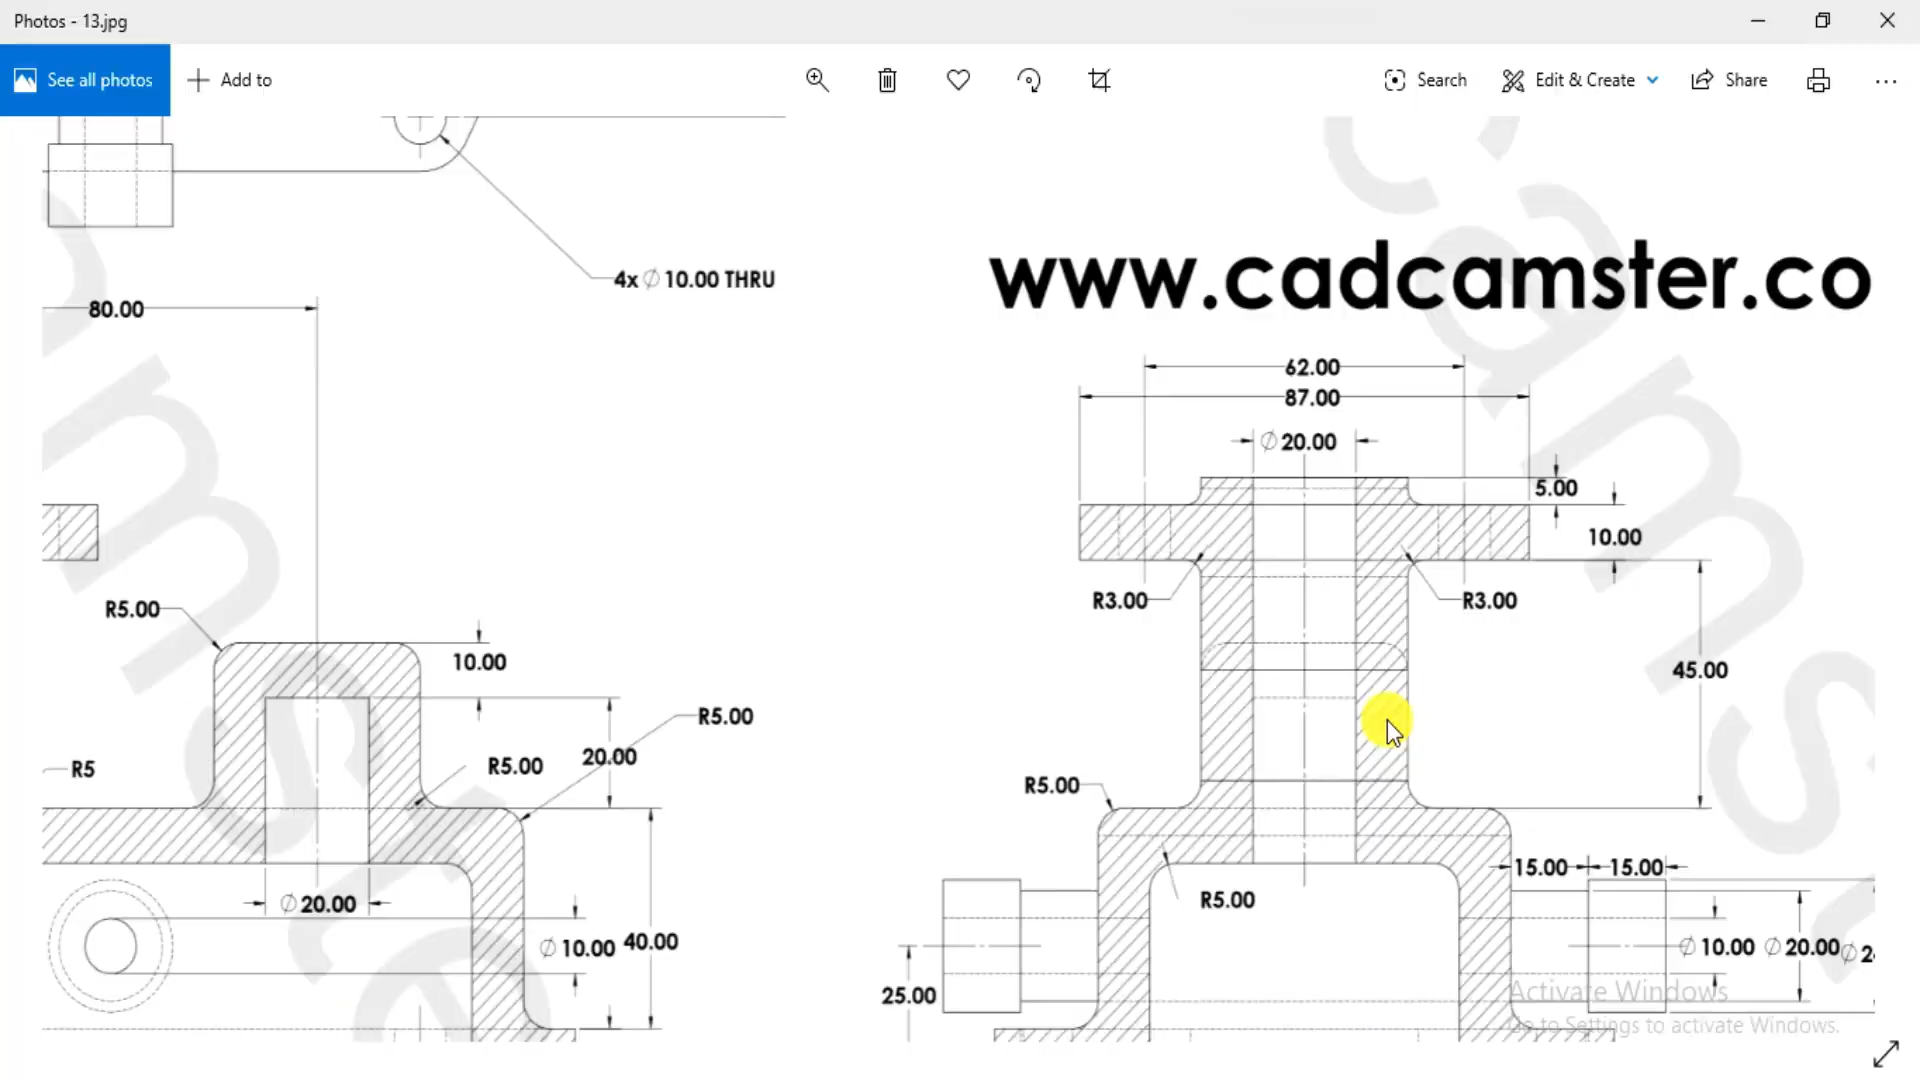 Photos - 13.jpg
See all photos
Add to
Search
Edit & Create
Share
4x ∅ 10.00 THRU
80.00
www.cadcamster.co
62.00
87.00
∅ 20.00
5.00
10.00
R3.00
R3.00
R5.00
10.00
45.00
R5.00
20.00
R5.00
R5
R5.00
15.00
15.00
R5.00
∅ 20.00
∅ 10.00
40.00
∅ 10.00
∅ 20.00
∅ 2
25.00
Activate Windows
Go to Settings to activate Windows.